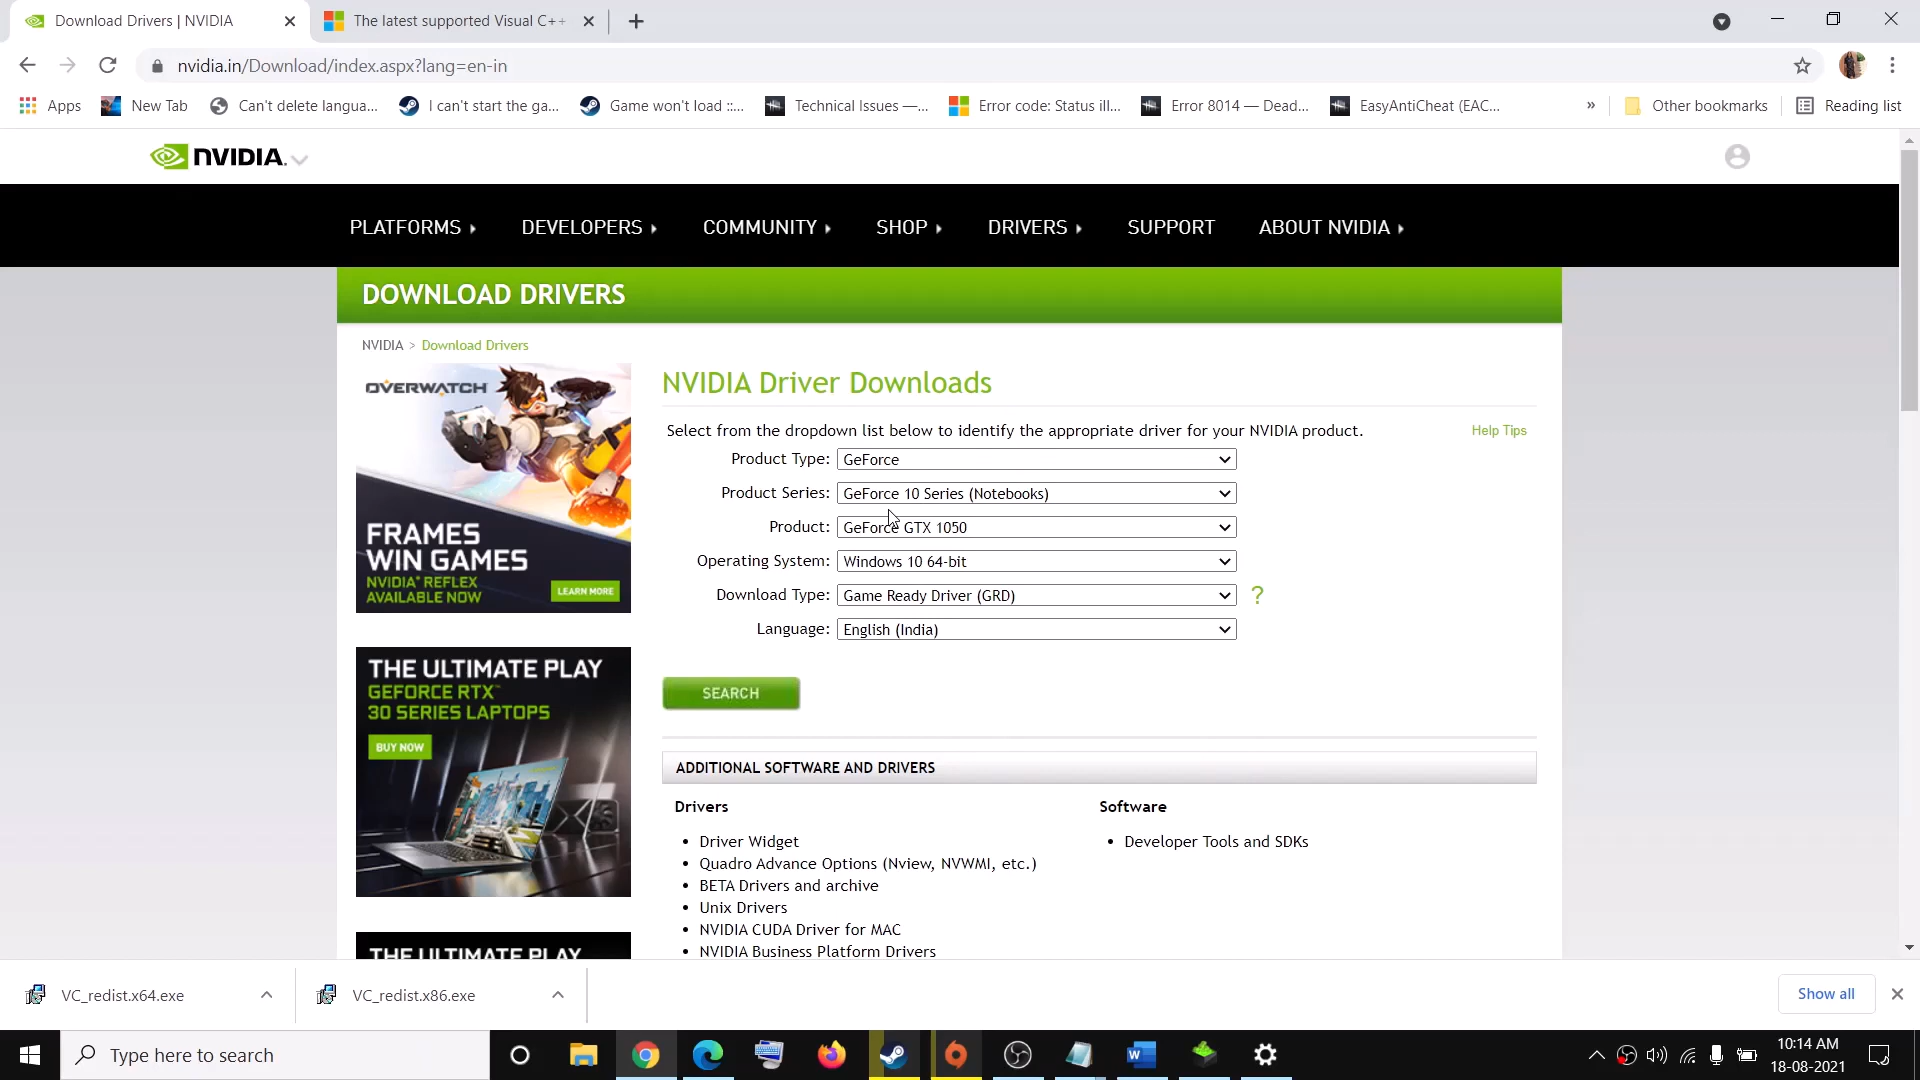 Download Drivers | NVIDIA
The latest supported Visual C++
nvidia.in/Download/index.aspx?lang=en-in
Apps
New Tab
Can't delete langua...
I can't start the ga...
Game won't load ::...
Technical Issues —...
Error code: Status ill...
Error 8014 — Dead...
EasyAntiCheat (EAC...
»
Other bookmarks
Reading list
NVIDIA.
PLATFORMS
DEVELOPERS
COMMUNITY
SHOP
DRIVERS
SUPPORT
ABOUT NVIDIA
DOWNLOAD DRIVERS
NVIDIA > Download Drivers
OVERWATCH
FRAMES
WIN GAMES
NVIDIA® REFLEX
AVAILABLE NOW
LEARN MORE
THE ULTIMATE PLAY
GEFORCE RTX™
30 SERIES LAPTOPS
BUY NOW
THE ULTIMATE PLAY
NVIDIA Driver Downloads
Select from the dropdown list below to identify the appropriate driver for your NVIDIA product.
Help Tips
Product Type: GeForce
Product Series: GeForce 10 Series (Notebooks)
Product: GeForce GTX 1050
Operating System: Windows 10 64-bit
Download Type: Game Ready Driver (GRD) ?
Language: English (India)
SEARCH
ADDITIONAL SOFTWARE AND DRIVERS
Drivers
• Driver Widget
• Quadro Advance Options (Nview, NVWMI, etc.)
• BETA Drivers and archive
• Unix Drivers
• NVIDIA CUDA Driver for MAC
• NVIDIA Business Platform Drivers
Software
• Developer Tools and SDKs
VC_redist.x64.exe
VC_redist.x86.exe
Show all
Type here to search
W
10:14 AM
18-08-2021